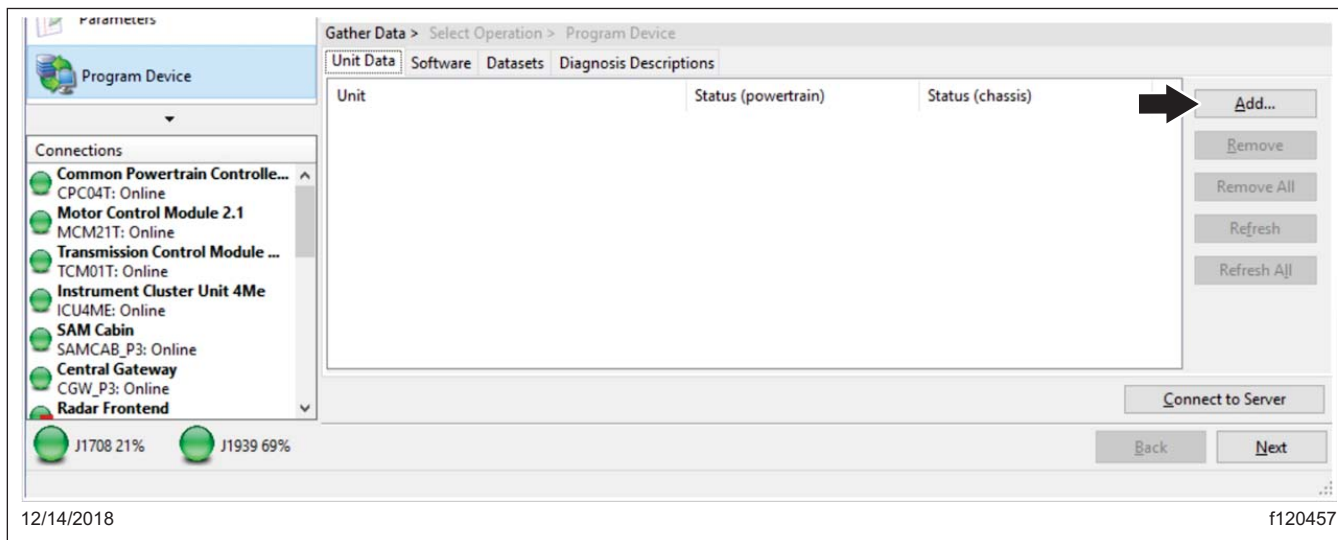 Parameters
Program Device
Connections
Common Powertrain Controlle...
CPC04T: Online
Motor Control Module 2.1
MCM21T: Online
Transmission Control Module ...
TCM01T: Online
Instrument Cluster Unit 4Me
ICU4ME: Online
SAM Cabin
SAMCAB_P3: Online
Central Gateway
CGW_P3: Online
Radar Frontend
J1708 21% J1939 69%
Gather Data > Select Operation > Program Device
Unit Data Software Datasets Diagnosis Descriptions
Unit Status (powertrain) Status (chassis)
Add...
Remove
Remove All
Refresh
Refresh All
Connect to Server
Back Next
12/14/2018 f120457